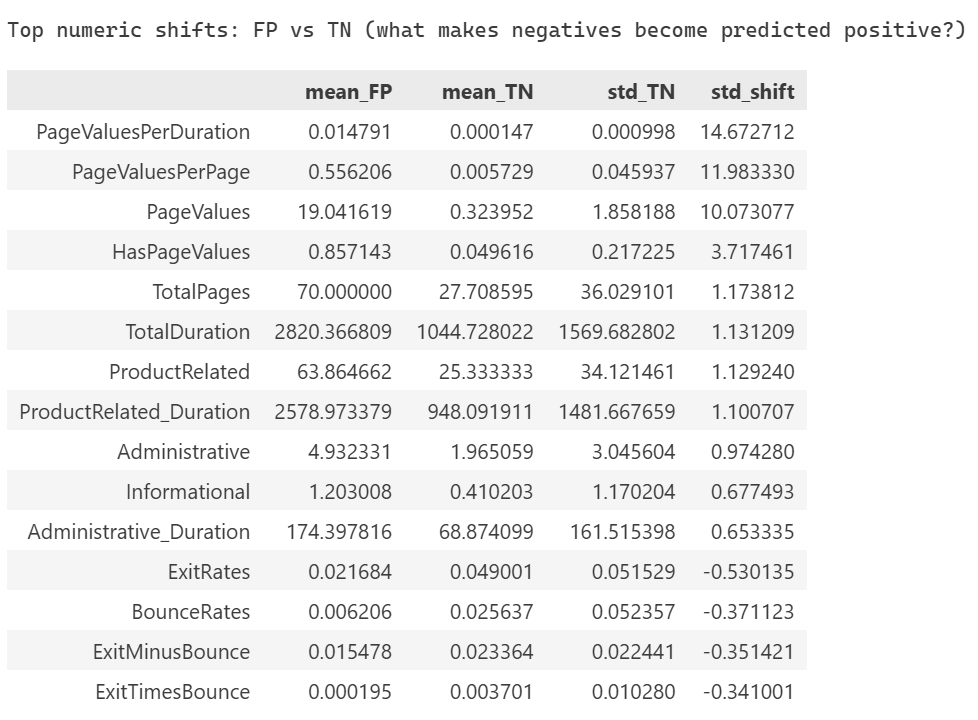 Top numeric shifts: FP vs TN (what makes negatives become predicted positive?)
mean_FP mean_TN std_TN std_shift
PageValuesPerDuration 0.014791 0.000147 0.000998 14.672712
PageValuesPerPage 0.556206 0.005729 0.045937 11.983330
PageValues 19.041619 0.323952 1.858188 10.073077
HasPageValues 0.857143 0.049616 0.217225 3.717461
TotalPages 70.000000 27.708595 36.029101 1.173812
TotalDuration 2820.366809 1044.728022 1569.682802 1.131209
ProductRelated 63.864662 25.333333 34.121461 1.129240
ProductRelated_Duration 2578.973379 948.091911 1481.667659 1.100707
Administrative 4.932331 1.965059 3.045604 0.974280
Informational 1.203008 0.410203 1.170204 0.677493
Administrative_Duration 174.397816 68.874099 161.515398 0.653335
ExitRates 0.021684 0.049001 0.051529 -0.530135
BounceRates 0.006206 0.025637 0.052357 -0.371123
ExitMinusBounce 0.015478 0.023364 0.022441 -0.351421
ExitTimesBounce 0.000195 0.003701 0.010280 -0.341001